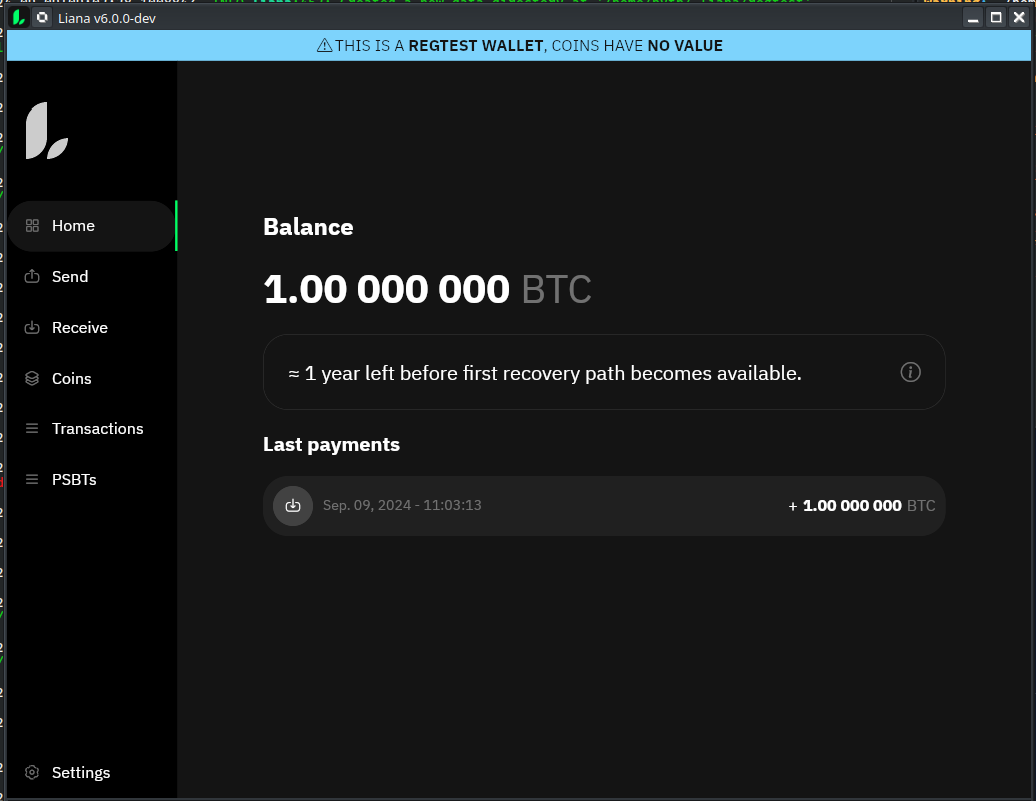 Liana v6.0.0-dev
THIS IS A REGTEST WALLET, COINS HAVE NO VALUE
Home
Send
Receive
Coins
Transactions
PSBTs
Settings
Balance
1.00 000 000 BTC
≈ 1 year left before first recovery path becomes available.
Last payments
Sep. 09, 2024 - 11:03:13
+ 1.00 000 000 BTC